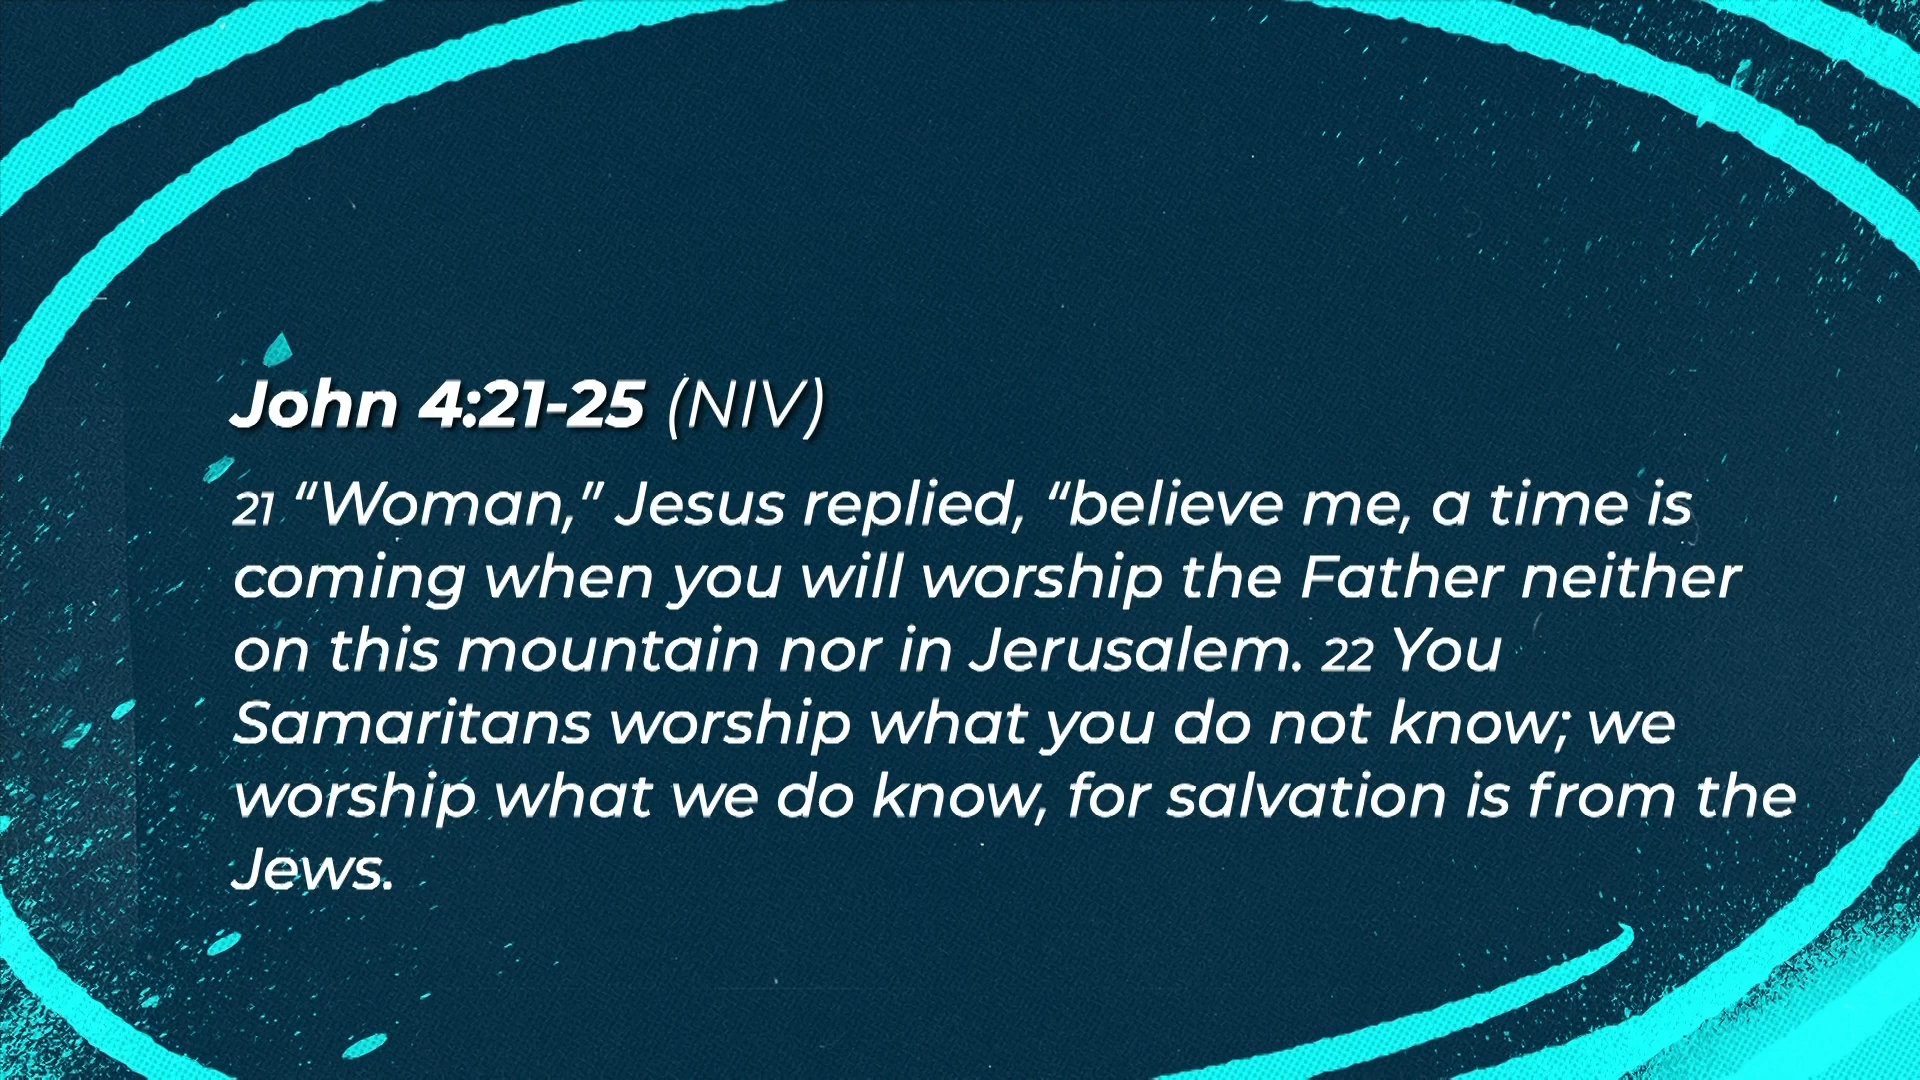 John 4:21-25 (NIV)
21 “Woman,” Jesus replied, “believe me, a time is
coming when you will worship the Father neither
on this mountain nor in Jerusalem. 22 You
Samaritans worship what you do not know; we
worship what we do know, for salvation is from the
Jews.